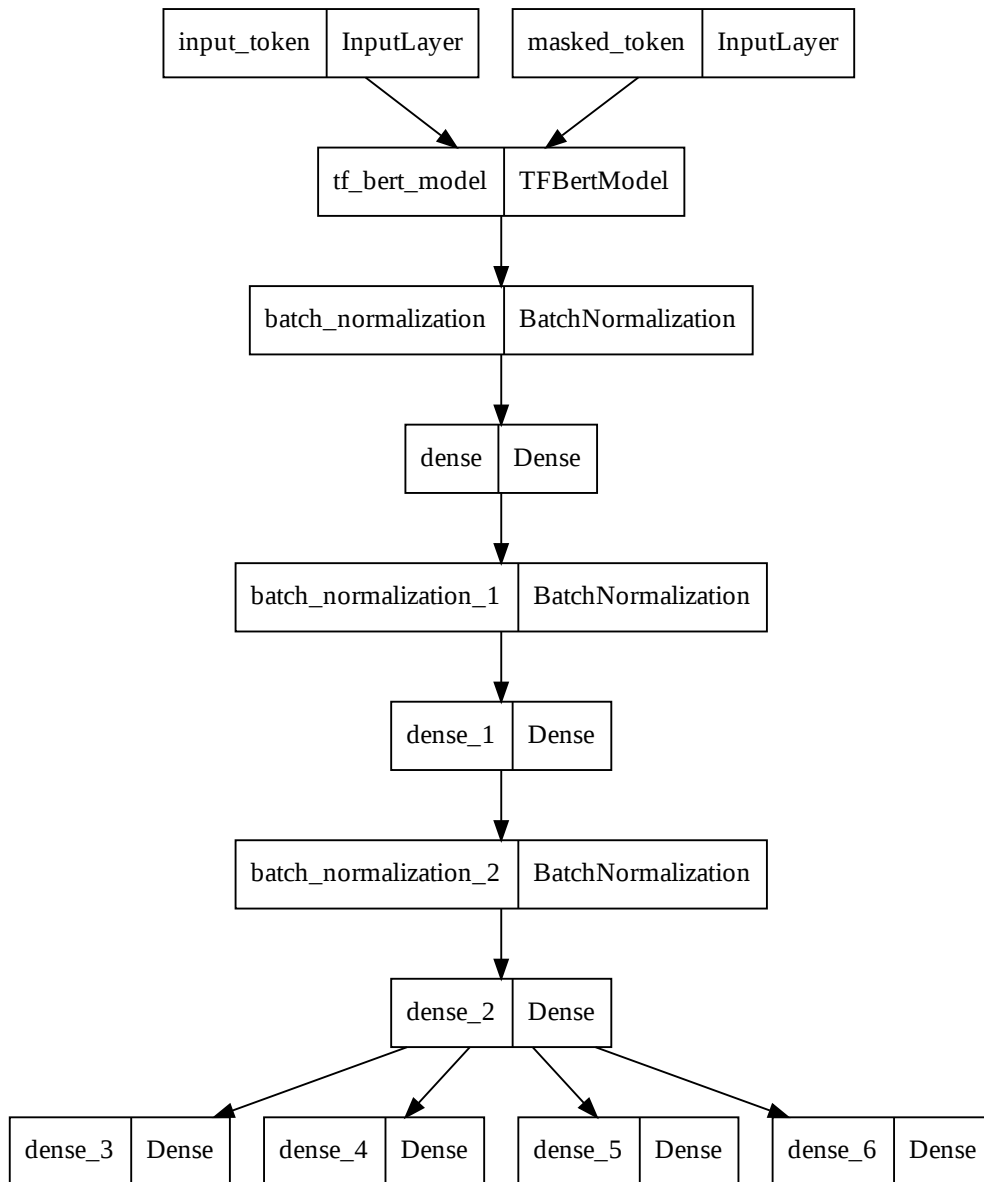 input_token InputLayer masked_token InputLayer
tf_bert_model TFBertModel
batch_normalization BatchNormalization
dense Dense
batch_normalization_1 BatchNormalization
dense_1 Dense
batch_normalization_2 BatchNormalization
dense_2 Dense
dense_3 Dense dense_4 Dense dense_5 Dense dense_6 Dense